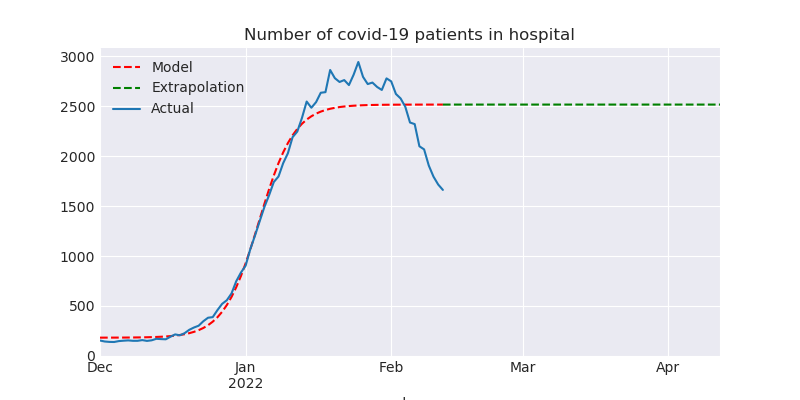 Number of covid-19 patients in hospital
Model
Extrapolation
Actual
3000
2500
2000
1500
1000
500
0
Dec
Jan
2022
Feb
Mar
Apr